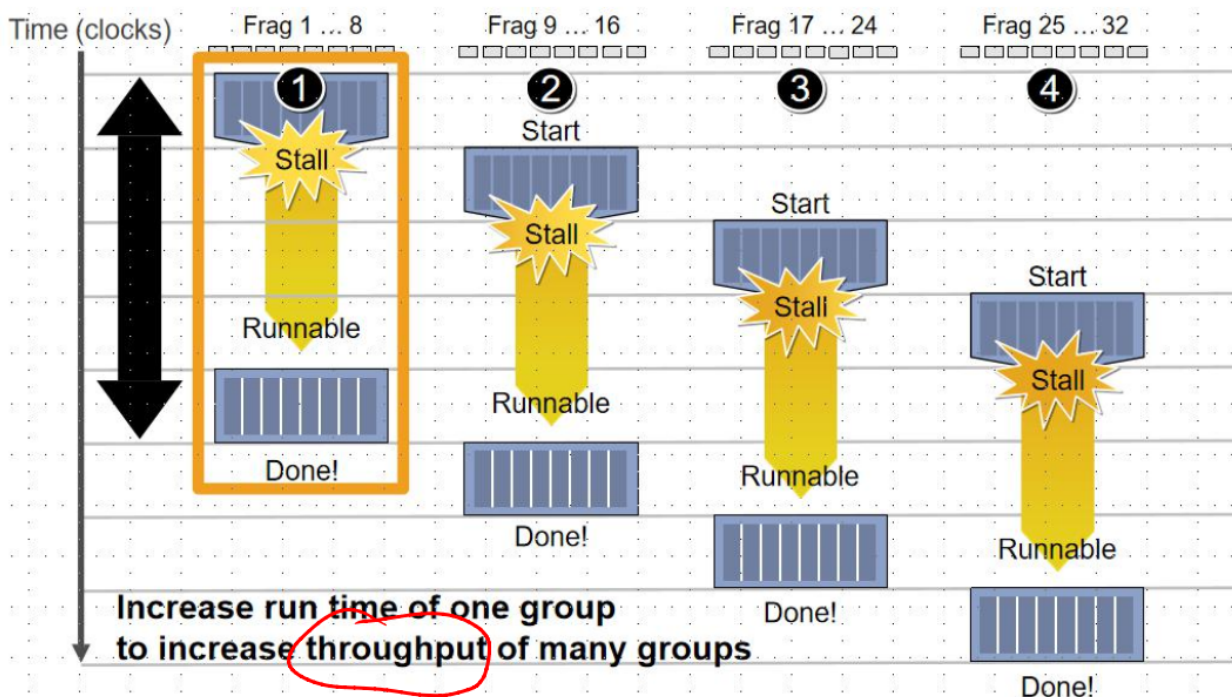 Time (clocks)
Frag 1 … 8
Frag 9 … 16
Frag 17 … 24
Frag 25 … 32
1
2
3
4
Start
Stall
Start
Stall
Start
Stall
Runnable
Stall
Runnable
Done!
Runnable
Done!
Runnable
Increase run time of one group
to increase throughput of many groups
Done!
Done!